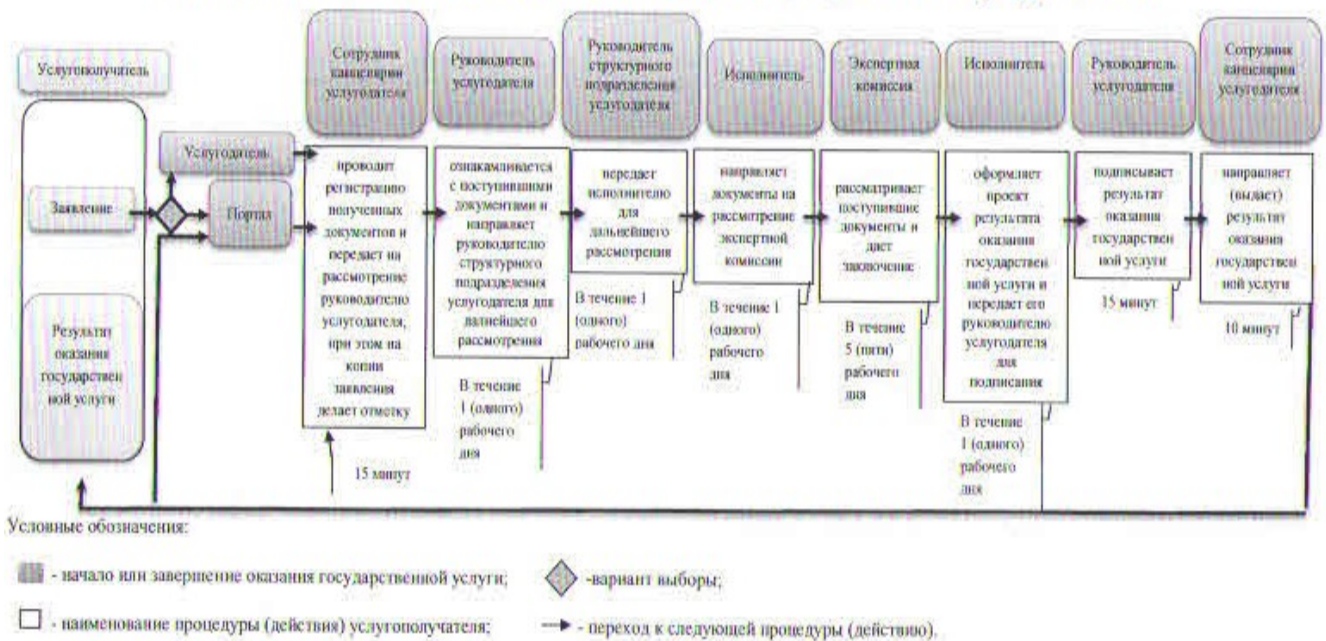 Услугополучатель
Заявление
Результат
оказания
государствен
ной услуги
Услугодатель
Портал
Сотрудник
канцелярии
услугодателя
проводит
регистрацию
полученных
документов и
передает на
рассмотрение
руководителю
услугодателя,
при этом на
копии
заявления
делает отметку
15 минут
Руководитель
услугодателя
ознакамливается
с поступившими
документами и
направляет
руководителю
структурного
подразделения
услугодателя для
дальнейшего
рассмотрения
В течение
1 (одного)
рабочего
дня
Руководитель
структурного
подразделения
услугодателя
передает
исполнителю
для
дальнейшего
рассмотрения
В течение 1
(одного)
рабочего дня
Исполнитель
направляет
документы на
рассмотрение
экспертной
комиссии
В течение 1
(одного)
рабочего
дня
Экспертная
комиссия
рассматривает
поступившие
документы и
дает
заключение
В течение
5 (пяти)
рабочего
дня
Исполнитель
оформляет
проект
результата
оказания
государствен
ной услуги и
передает его
руководителю
услугодателя
для
подписания
В течение
1 (одного)
рабочего
дня
Руководитель
услугодателя
подписывает
результат
оказания
государствен
ной услуги
15 минут
Сотрудник
канцелярии
услугодателя
направляет
(выдает)
результат
оказания
государствен
ной услуги
10 минут
Условные обозначения:
- начало или завершение оказания государственной услуги;
-вариант выборы;
- наименование процедуры (действия) услугополучателя;
- переход к следующей процедуры (действию).